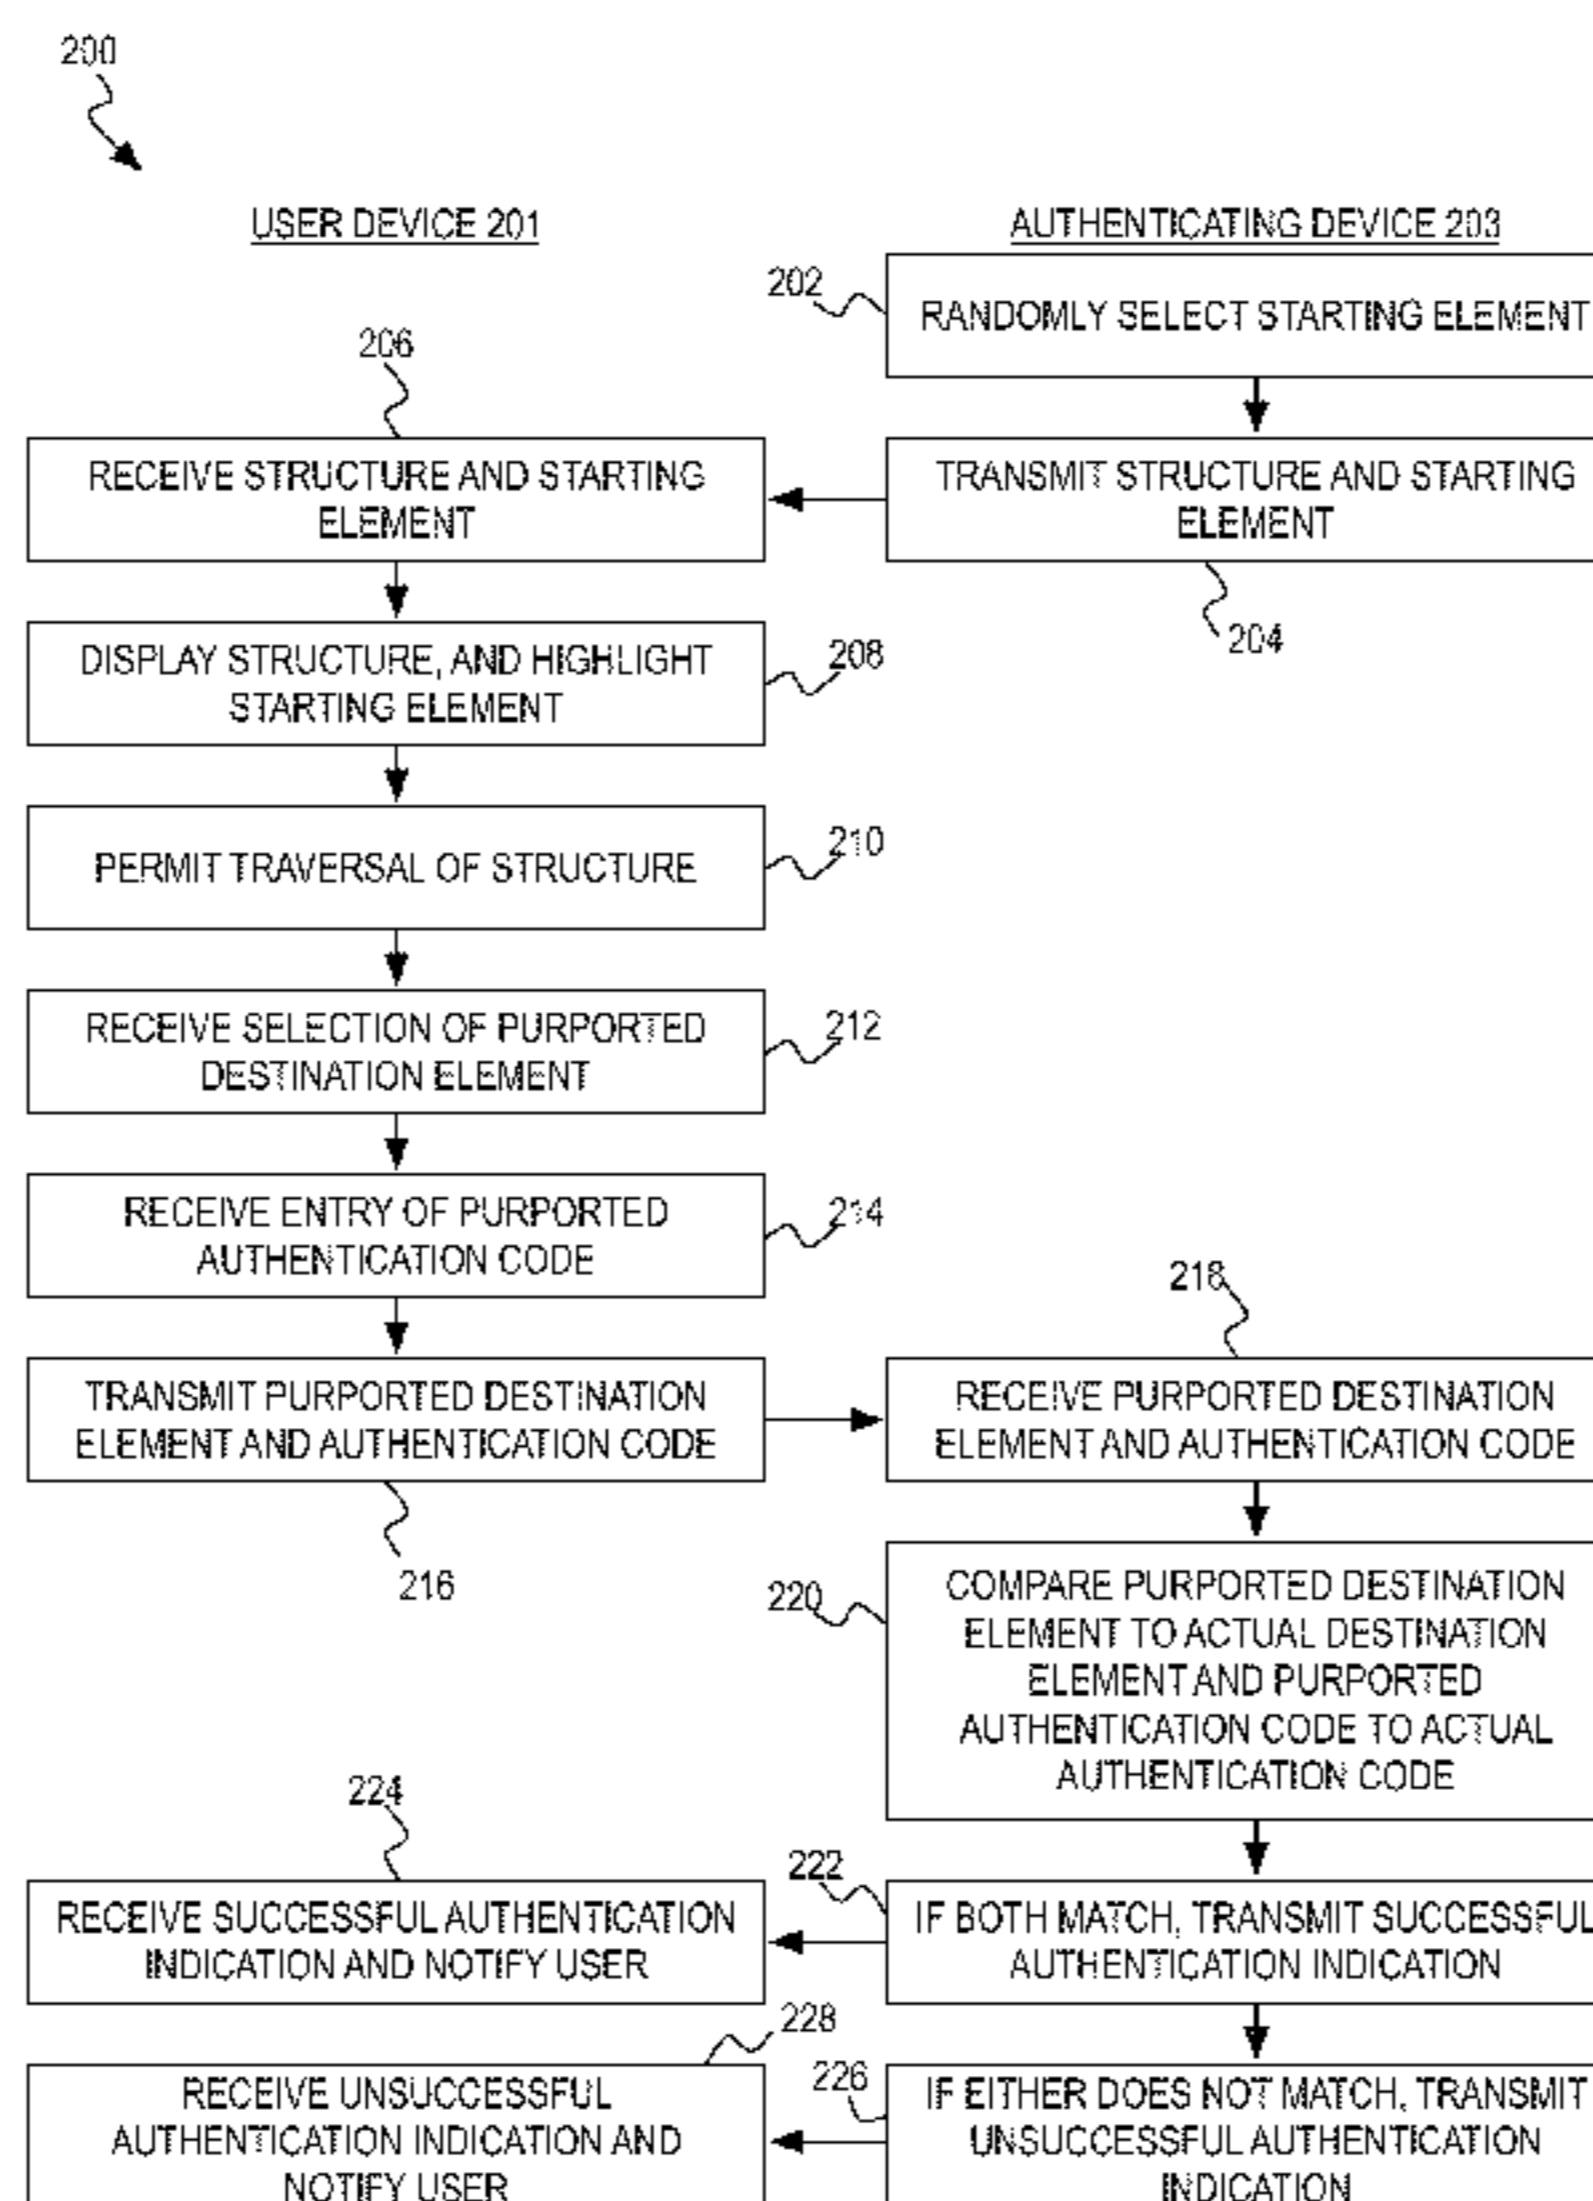 200
USER DEVICE 201
AUTHENTICATING DEVICE 203
202
RANDOMLY SELECT STARTING ELEMENT
206
RECEIVE STRUCTURE AND STARTING
ELEMENT
TRANSMIT STRUCTURE AND STARTING
ELEMENT
204
DISPLAY STRUCTURE, AND HIGHLIGHT
STARTING ELEMENT
208
PERMIT TRAVERSAL OF STRUCTURE
210
RECEIVE SELECTION OF PURPORTED
DESTINATION ELEMENT
212
RECEIVE ENTRY OF PURPORTED
AUTHENTICATION CODE
214
218
TRANSMIT PURPORTED DESTINATION
ELEMENT AND AUTHENTICATION CODE
216
RECEIVE PURPORTED DESTINATION
ELEMENT AND AUTHENTICATION CODE
220
COMPARE PURPORTED DESTINATION
ELEMENT TO ACTUAL DESTINATION
ELEMENT AND PURPORTED
AUTHENTICATION CODE TO ACTUAL
AUTHENTICATION CODE
224
RECEIVE SUCCESSFUL AUTHENTICATION
INDICATION AND NOTIFY USER
222
IF BOTH MATCH, TRANSMIT SUCCESSFUL
AUTHENTICATION INDICATION
228
RECEIVE UNSUCCESSFUL
AUTHENTICATION INDICATION AND
NOTIFY USER
226
IF EITHER DOES NOT MATCH, TRANSMIT
UNSUCCESSFUL AUTHENTICATION
INDICATION